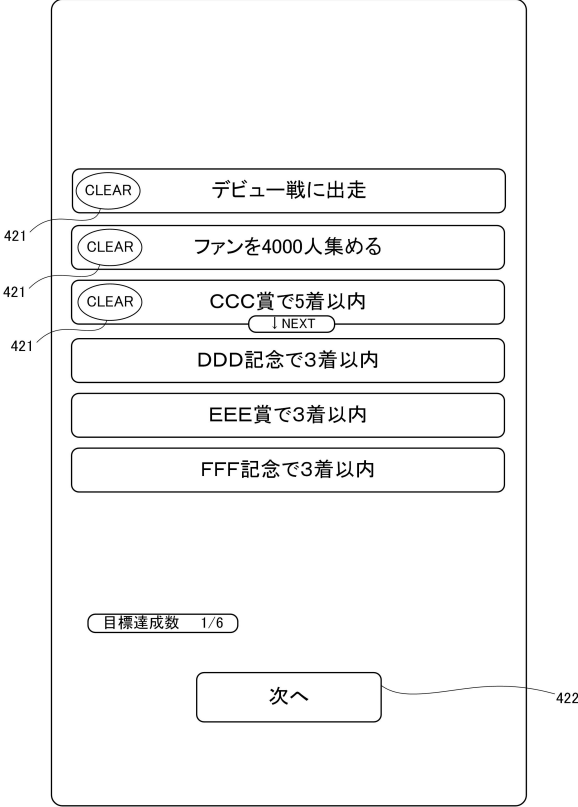 CLEAR デビュー戦に出走
421
CLEAR ファンを4000人集める
421
CLEAR CCC賞で5着以内
↓NEXT
421
DDD記念で3着以内
EEE賞で3着以内
FFF記念で3着以内
目標達成数 1/6
次へ
422